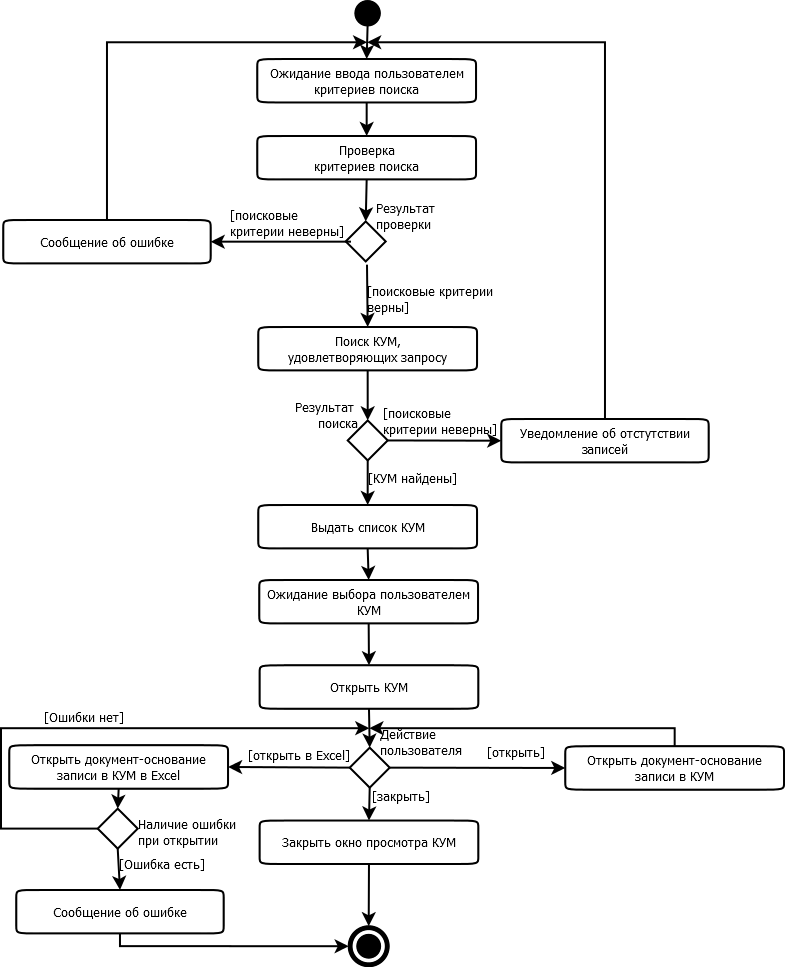 Ожидание ввода пользователем
критериев поиска
Проверка
критериев поиска
Результат
проверки
[поисковые
критерии неверны]
Сообщение об ошибке
[поисковые критерии
верны]
Поиск КУМ,
удовлетворяющих запросу
Результат
поиска
[поисковые
критерии неверны]
Уведомление об отстутствии
записей
[КУМ найдены]
Выдать список КУМ
Ожидание выбора пользователем
КУМ
Открыть КУМ
[Ошибки нет]
Действие
пользователя
[открыть в Excel]
[открыть]
Открыть документ-основание
записи в КУМ в Excel
Открыть документ-основание
записи в КУМ
[закрыть]
Наличие ошибки
при открытии
Закрыть окно просмотра КУМ
[Ошибка есть]
Сообщение об ошибке